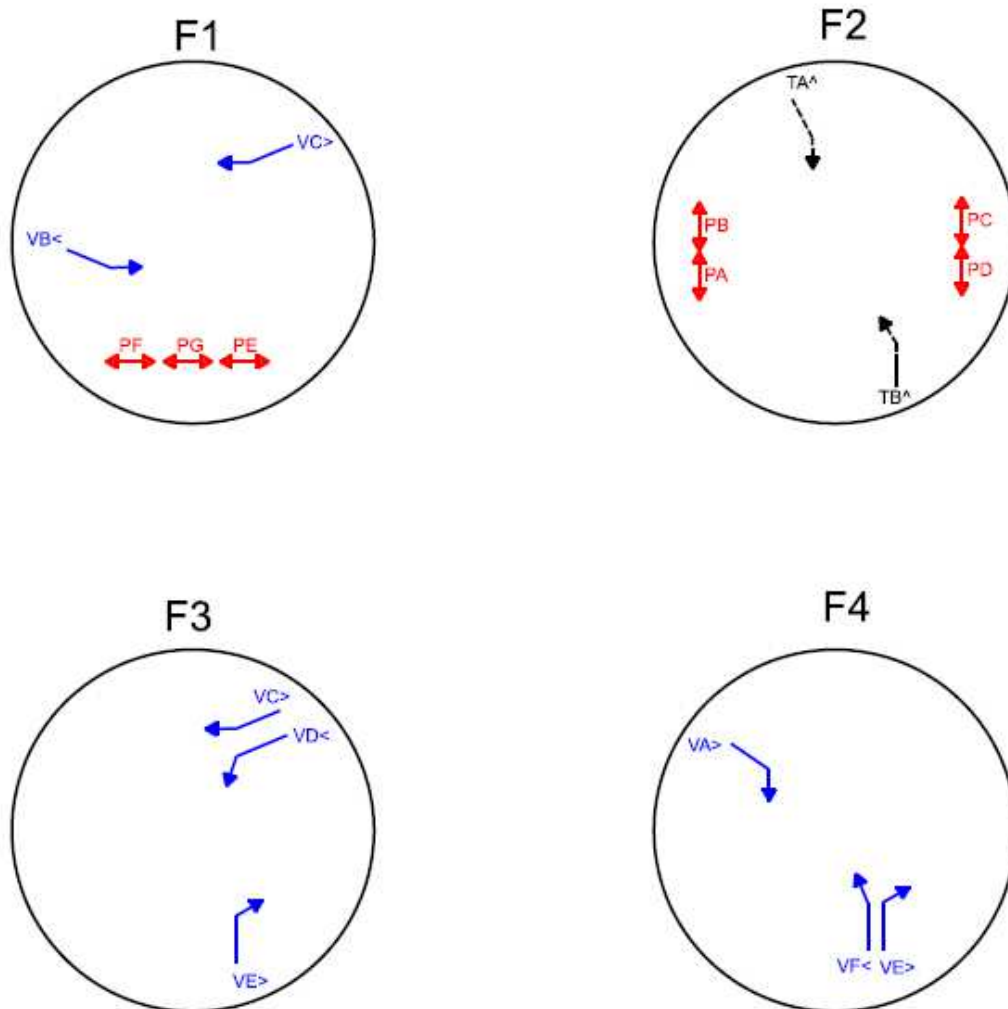 F1
F2
VC>
VB<
PF PG PE
TA^
PB
PA
PC
PD
TB^
F3
F4
VC>
VD<
VE>
VA>
VF< VE>